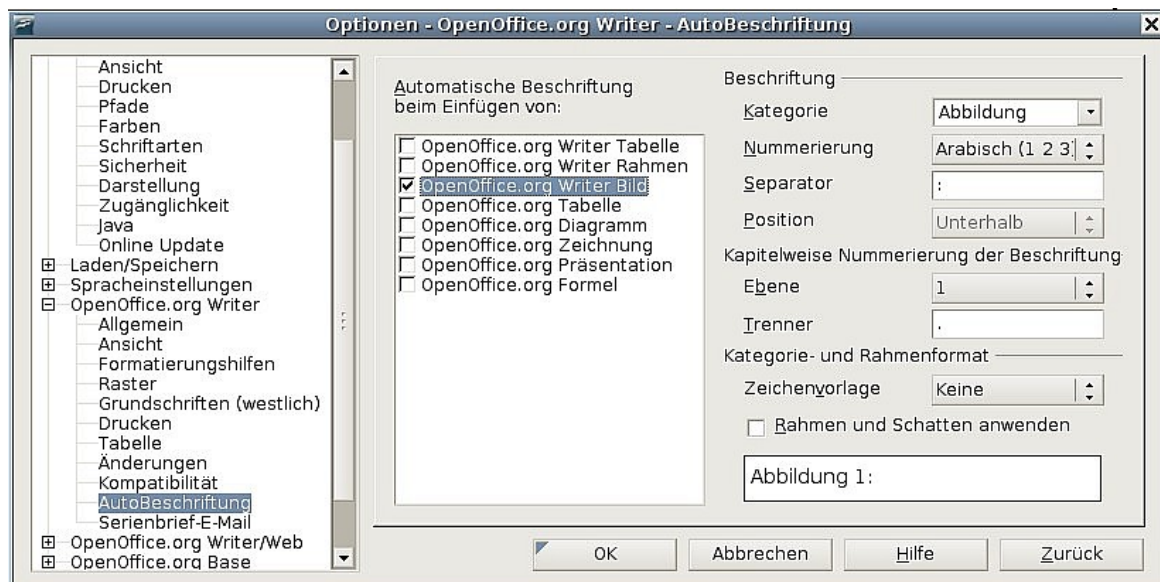 Optionen - OpenOffice.org Writer - AutoBeschriftung
Ansicht
Drucken
Pfade
Farben
Schriftarten
Sicherheit
Darstellung
Zugänglichkeit
Java
Online Update
Laden/Speichern
Spracheinstellungen
OpenOffice.org Writer
Allgemein
Ansicht
Formatierungshilfen
Raster
Grundschriften (westlich)
Drucken
Tabelle
Änderungen
Kompatibilität
AutoBeschriftung
Serienbrief-E-Mail
OpenOffice.org Writer/Web
OpenOffice.org Base
Automatische Beschriftung
beim Einfügen von:
OpenOffice.org Writer Tabelle
OpenOffice.org Writer Rahmen
OpenOffice.org Writer Bild
OpenOffice.org Tabelle
OpenOffice.org Diagramm
OpenOffice.org Zeichnung
OpenOffice.org Präsentation
OpenOffice.org Formel
Beschriftung
Kategorie Abbildung
Nummerierung Arabisch (1 2 3)
Separator :
Position Unterhalb
Kapitelweise Nummerierung der Beschriftung
Ebene 1
Trenner .
Kategorie- und Rahmenformat
Zeichenvorlage Keine
Rahmen und Schatten anwenden
Abbildung 1:
OK Abbrechen Hilfe Zurück